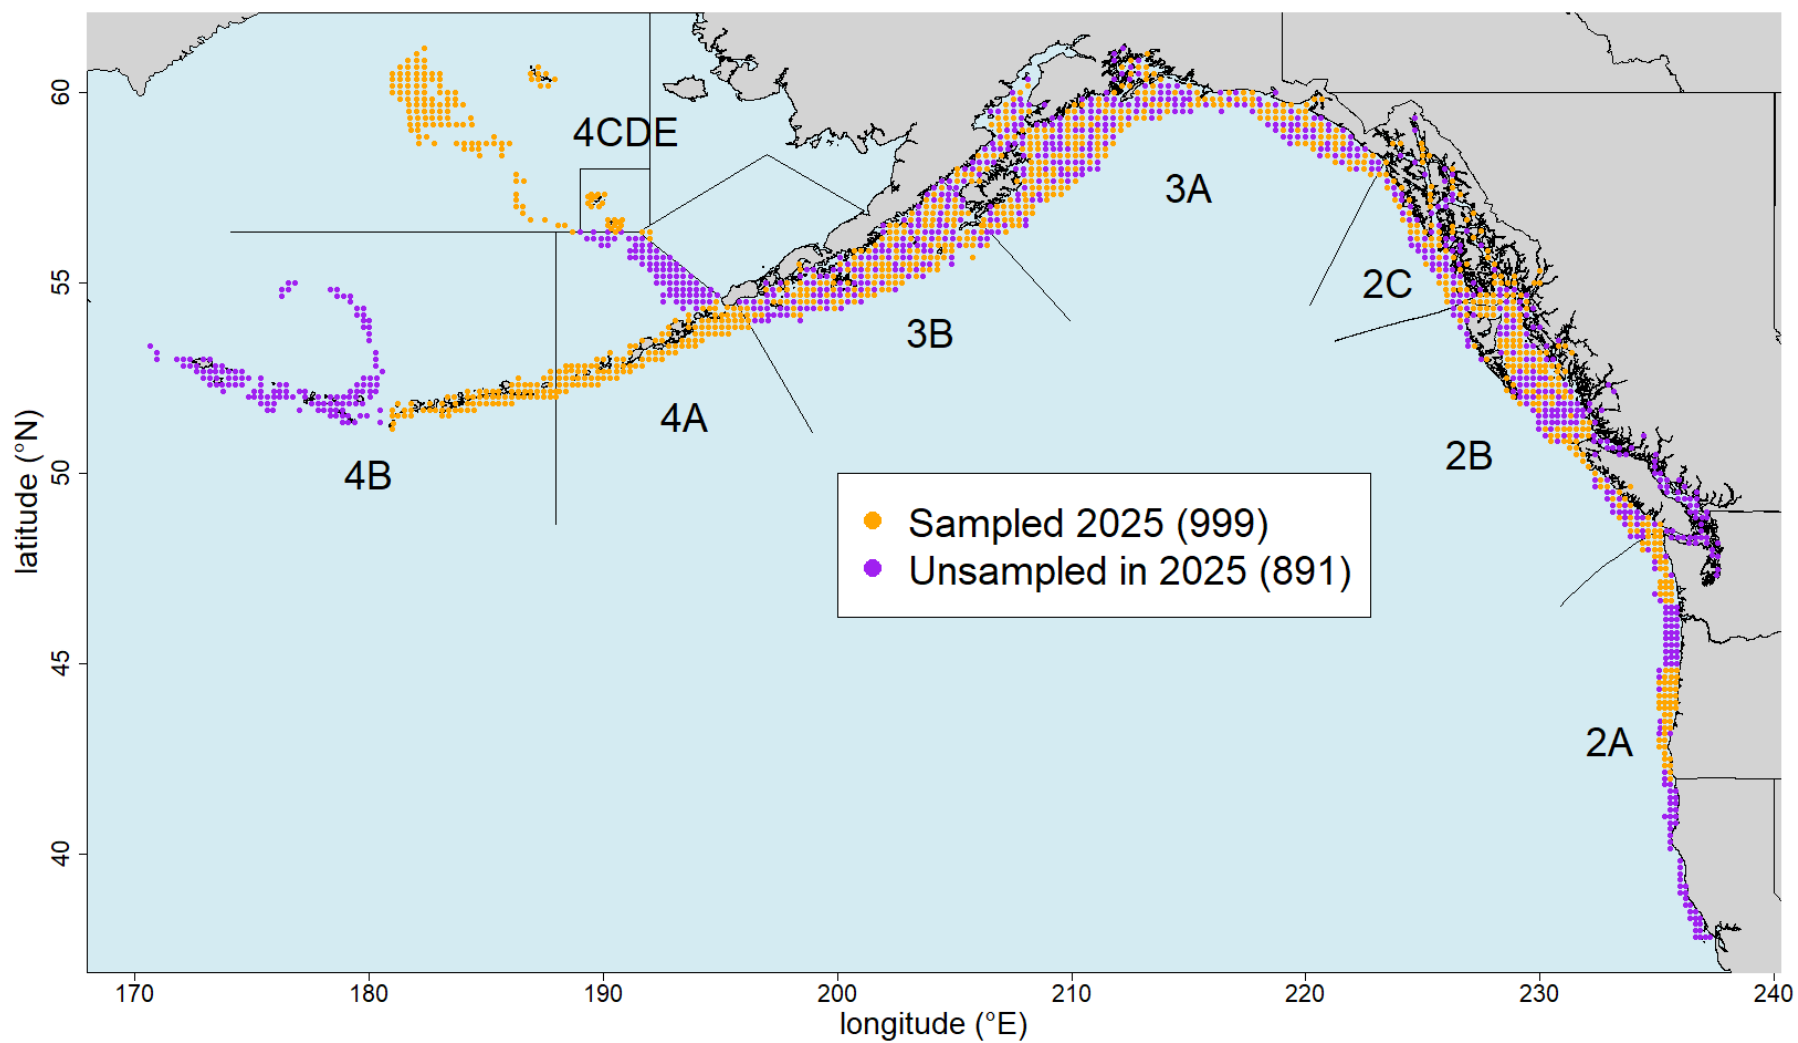 60
55
50
45
40
latitude (°N)
4CDE
3A
2C
3B
4A
2B
4B
Sampled 2025 (999)
Unsampled in 2025 (891)
2A
170
180
190
200
210
220
230
240
longitude (°E)